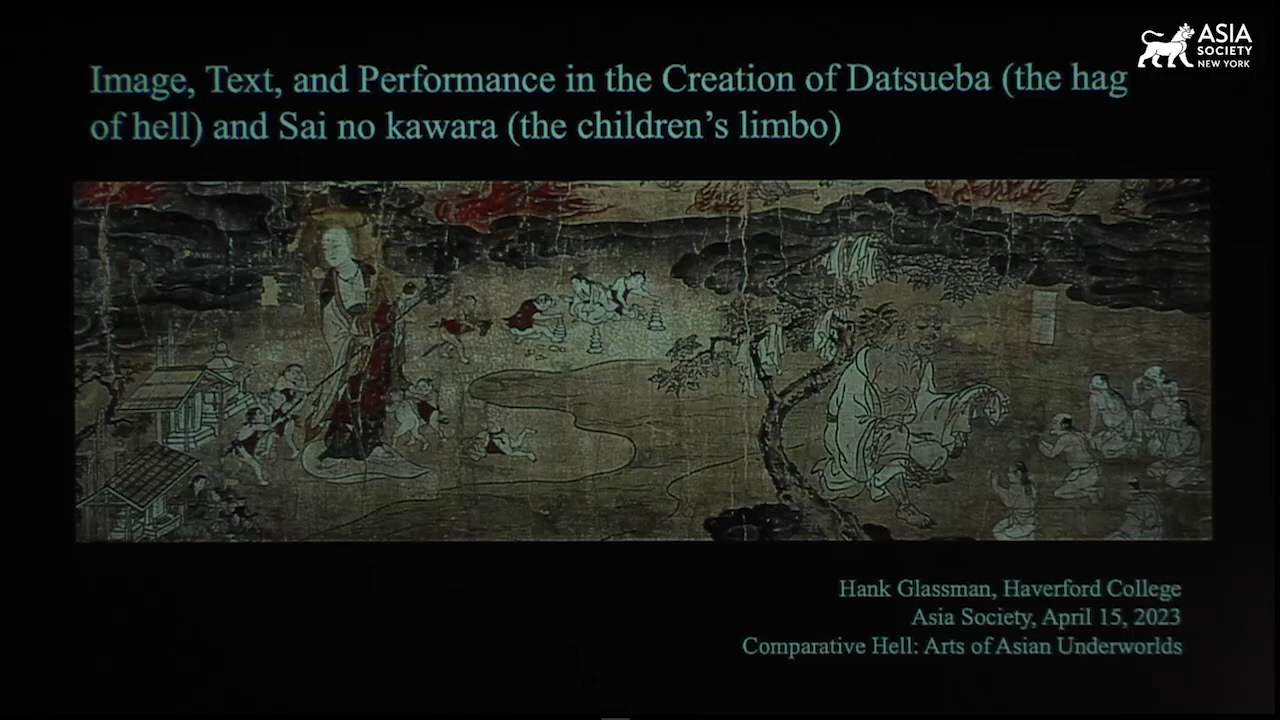 ASIA
SOCIETY
NEW YORK
Image, Text, and Performance in the Creation of Datsueba (the hag
of hell) and Sai no kawara (the children's limbo)
Hank Glassman, Haverford College
Asia Society, April 15, 2023
Comparative Hell: Arts of Asian Underworlds